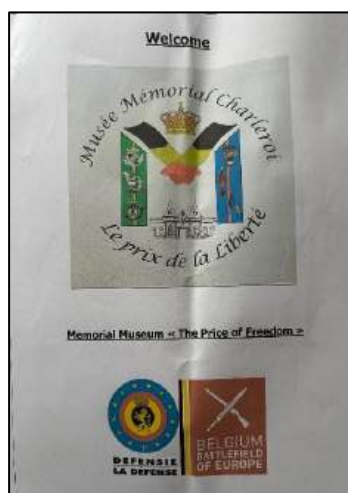 Welcome
Musée Mémorial Charleroi
Le prix de la Liberté
Memorial Museum « The Price of Freedom »
DEFENSIE
LA DEFENSE
BELGIUM
BATTLEFIELD
OF EUROPE